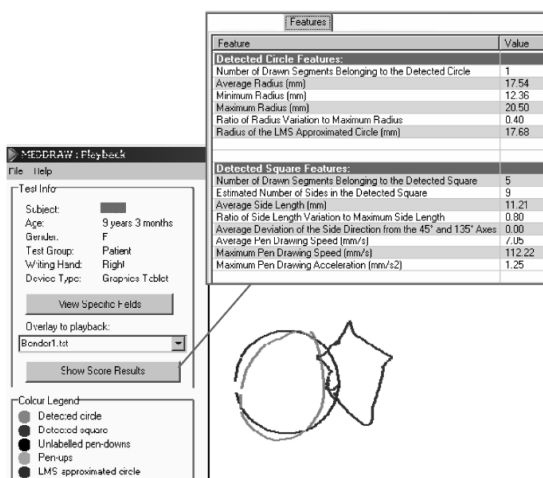 Features
Feature Value
Detected Circle Features:
Number of Drawn Segments Belonging to the Detected Circle 1
Average Radius (mm) 17.54
Minimum Radius (mm) 12.36
Maximum Radius (mm) 20.50
Ratio of Radius Variation to Maximum Radius 0.40
Radius of the LMS Approximated Circle (mm) 17.68
Detected Square Features:
Number of Drawn Segments Belonging to the Detected Square 5
Estimated Number of Sides in the Detected Square 9
Average Side Length (mm) 11.21
Ratio of Side Length Variation to Maximum Side Length 0.80
Average Deviation of the Side Direction from the 45° and 135° Axes 0.00
Average Pen Drawing Speed (mm/s) 7.05
Maximum Pen Drawing Speed (mm/s) 112.22
Maximum Pen Drawing Acceleration (mm/s2) 1.25
MEDDRAW : Playback
File Help
Test Info
Subject:
Age: 9 years 3 months
Gender: F
Test Group: Patient
Writing Hand: Right
Device Type: Graphics Tablet
View Specific Fields
Overlay to playback:
Bender1.tst
Show Score Results
Colour Legend
Detected circle
Detected square
Unlabelled pen-downs
Pen-ups
LMS approximated circle